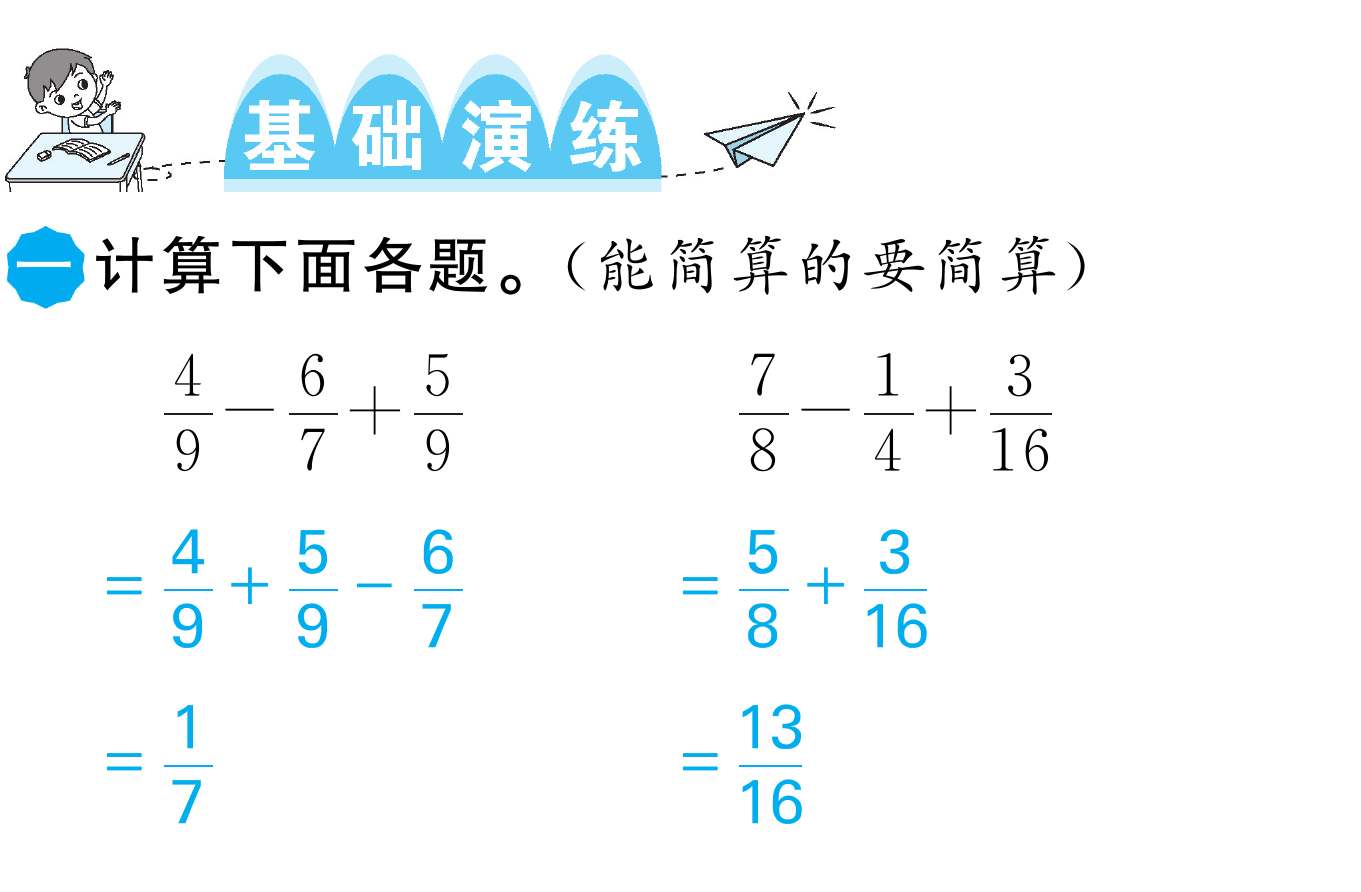 基础演练
一 计算下面各题。(能简算的要简算)
4/9 − 6/7 + 5/9    7/8 − 1/4 + 3/16
= 4/9 + 5/9 − 6/7    = 5/8 + 3/16
= 1/7    = 13/16